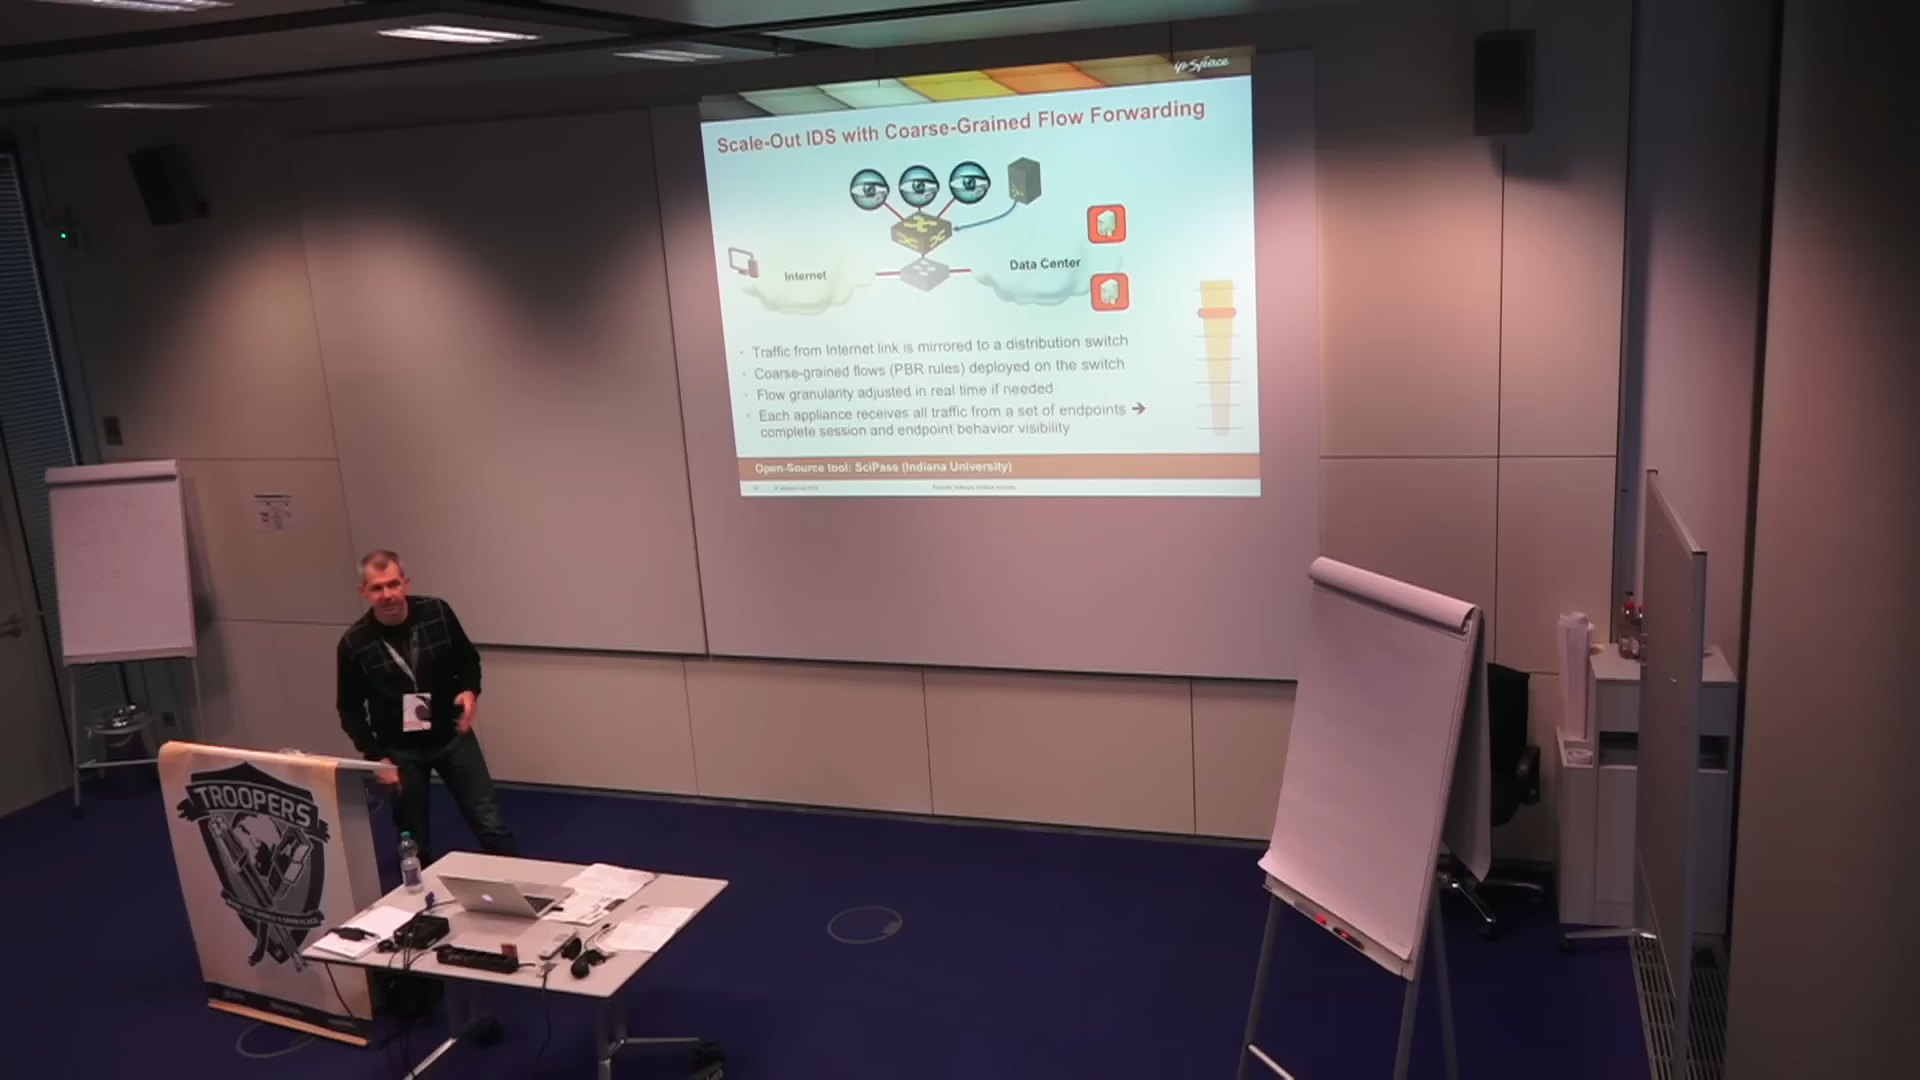 ipSpace
Scale-Out IDS with Coarse-Grained Flow Forwarding
Internet
Data Center
Traffic from Internet link is mirrored to a distribution switch
Coarse-grained flows (PBR rules) deployed on the switch
Flow granularity adjusted in real time if needed
Each appliance receives all traffic from a set of endpoints →
complete session and endpoint behavior visibility
Open-Source tool: SciPass (Indiana University)
TROOPERS